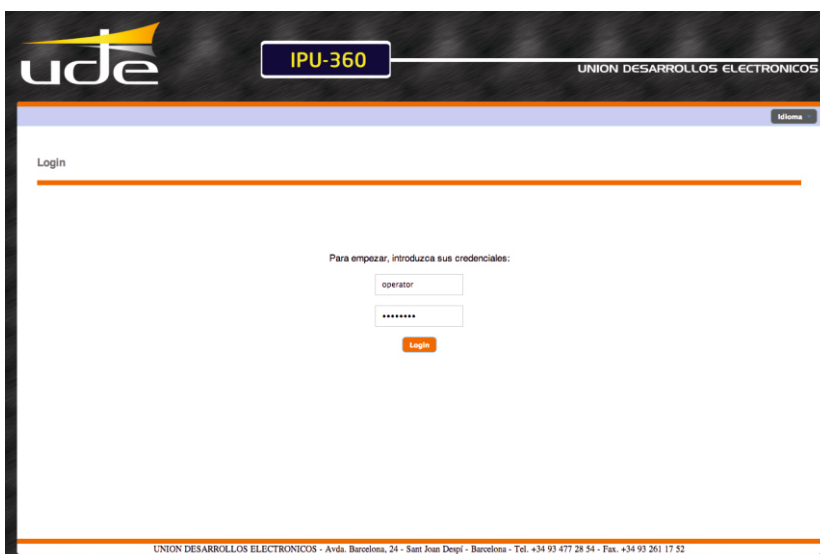 ude
IPU-360
UNION DESARROLLOS ELECTRONICOS
Idioma
Login
Para empezar, introduzca sus credenciales:
operator
••••••••
Login
UNION DESARROLLOS ELECTRONICOS - Avda. Barcelona, 24 - Sant Joan Despí - Barcelona - Tel. +34 93 477 28 54 - Fax. +34 93 261 17 52